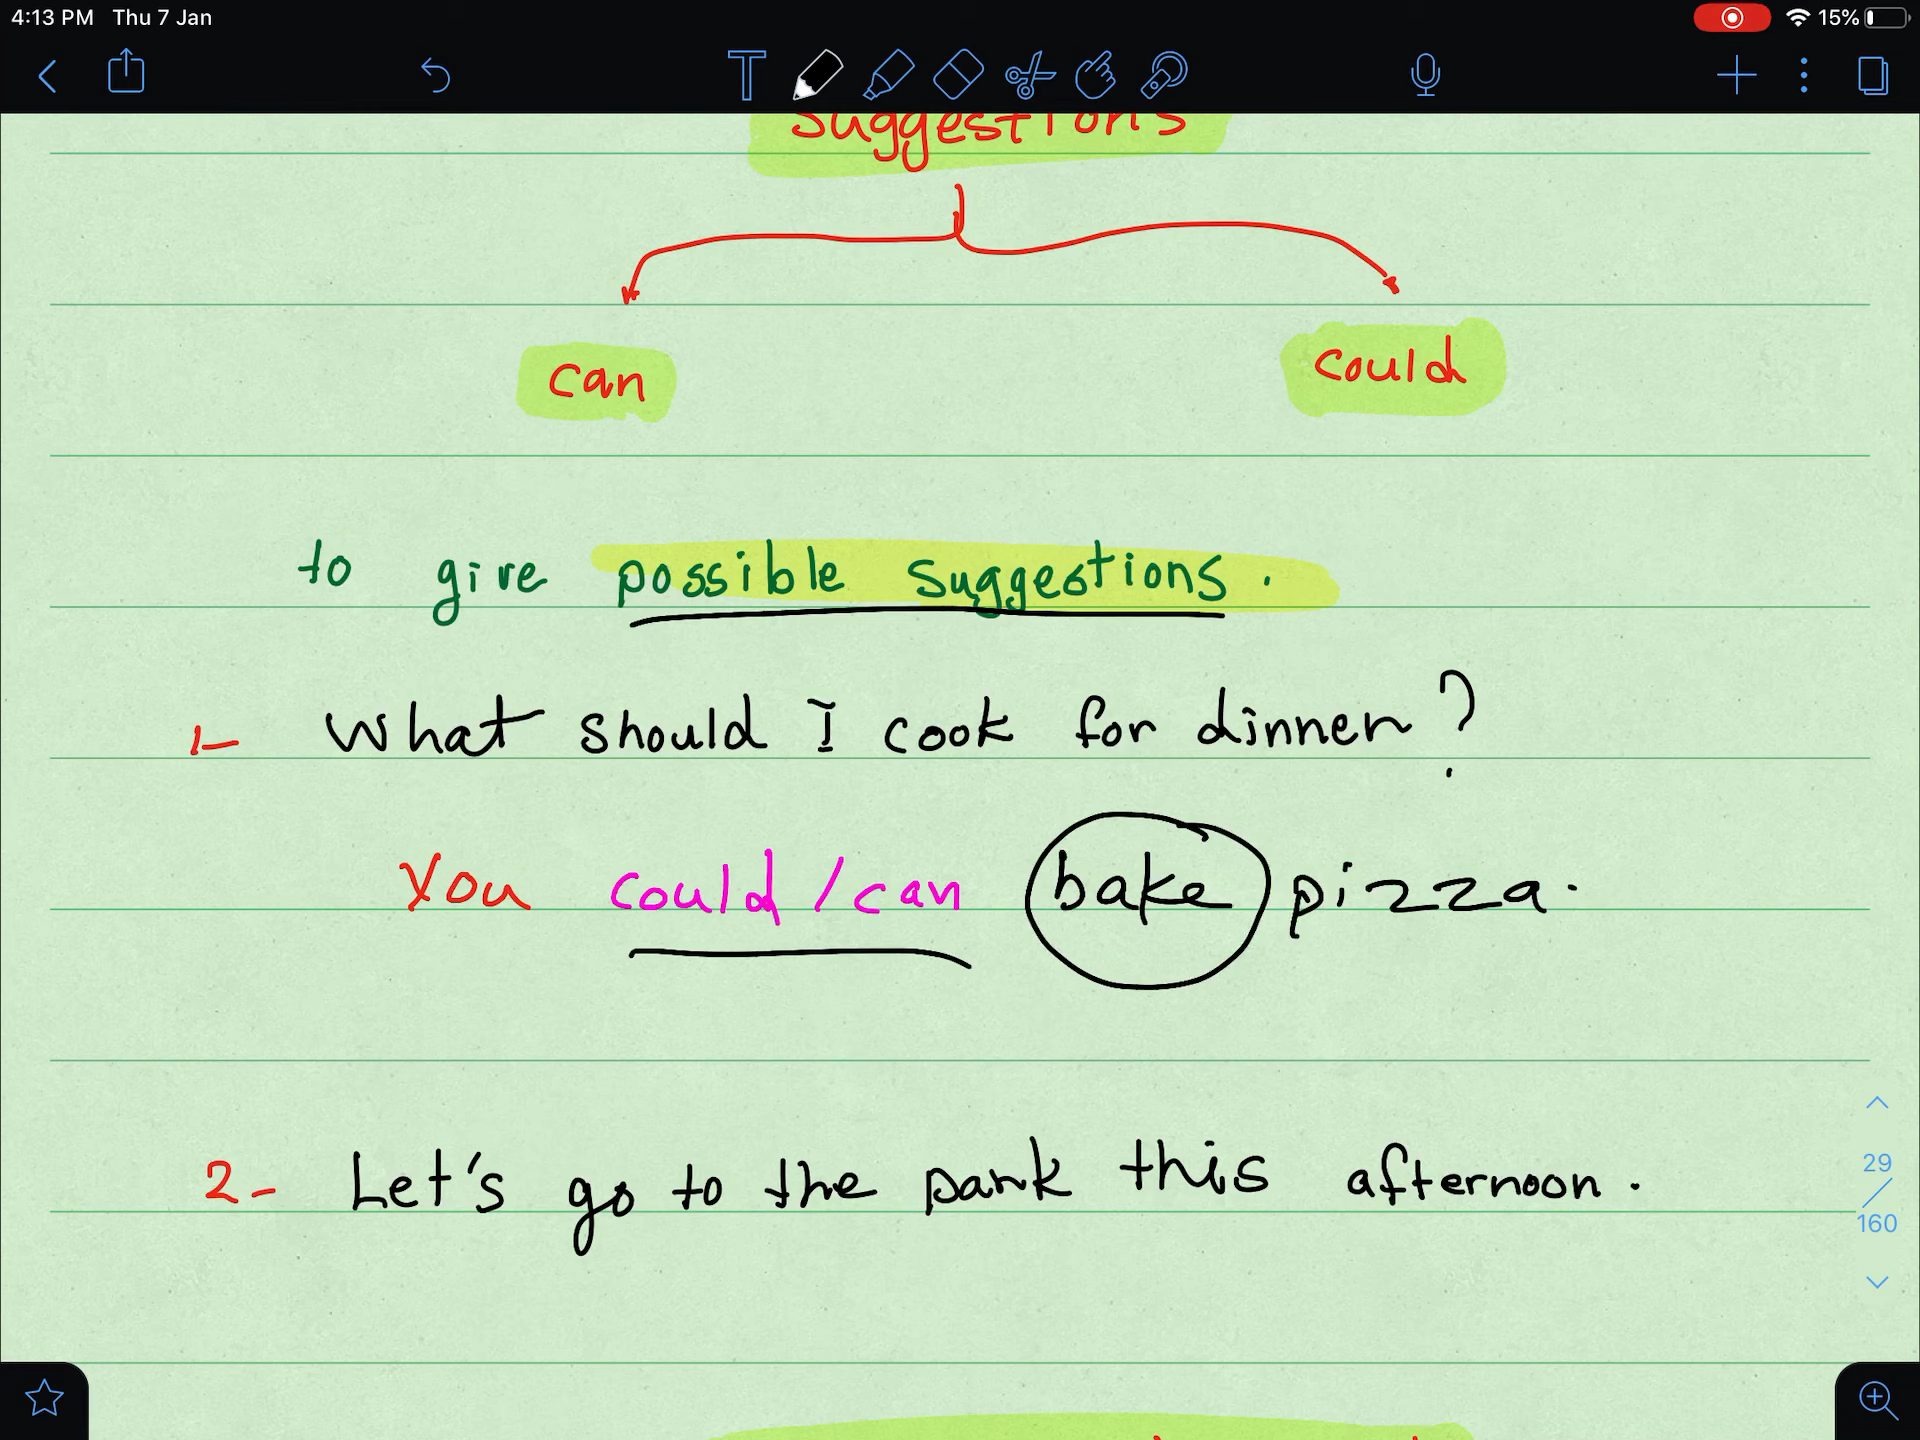 4:13 PM Thu 7 Jan 15%
Suggestions
can could
to give possible suggestions.
1- What should I cook for dinner?
You could/can bake pizza.
2- Let's go to the park this afternoon.
29
160